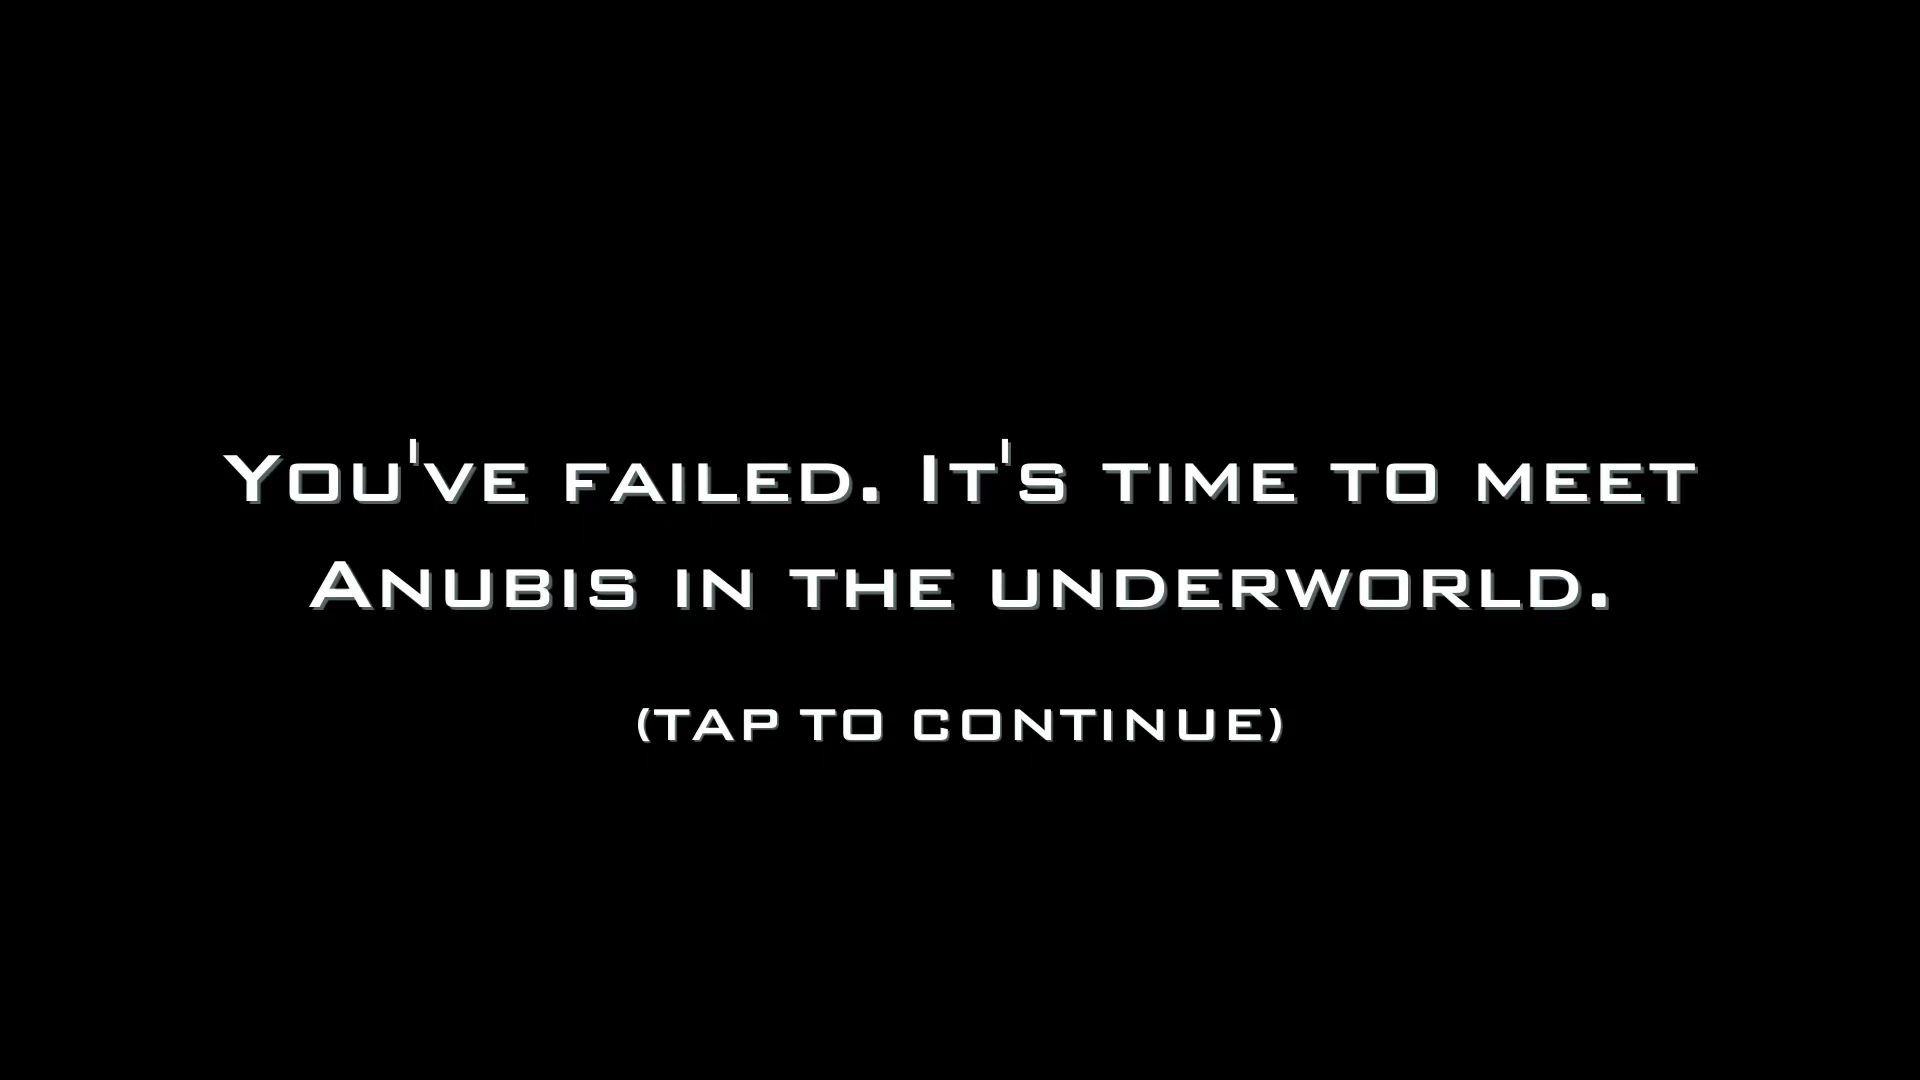 You've failed. It's time to meet
Anubis in the underworld.
(tap to continue)